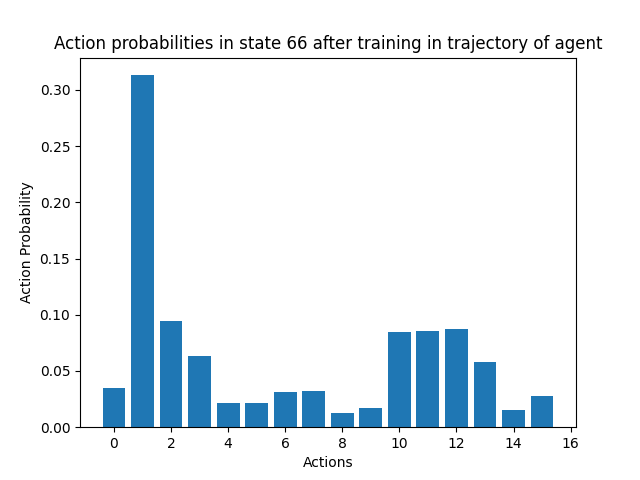 Action probabilities in state 66 after training in trajectory of agent
0.30
0.25
0.20
0.15
0.10
0.05
0.00
Action Probability
0 2 4 6 8 10 12 14 16
Actions